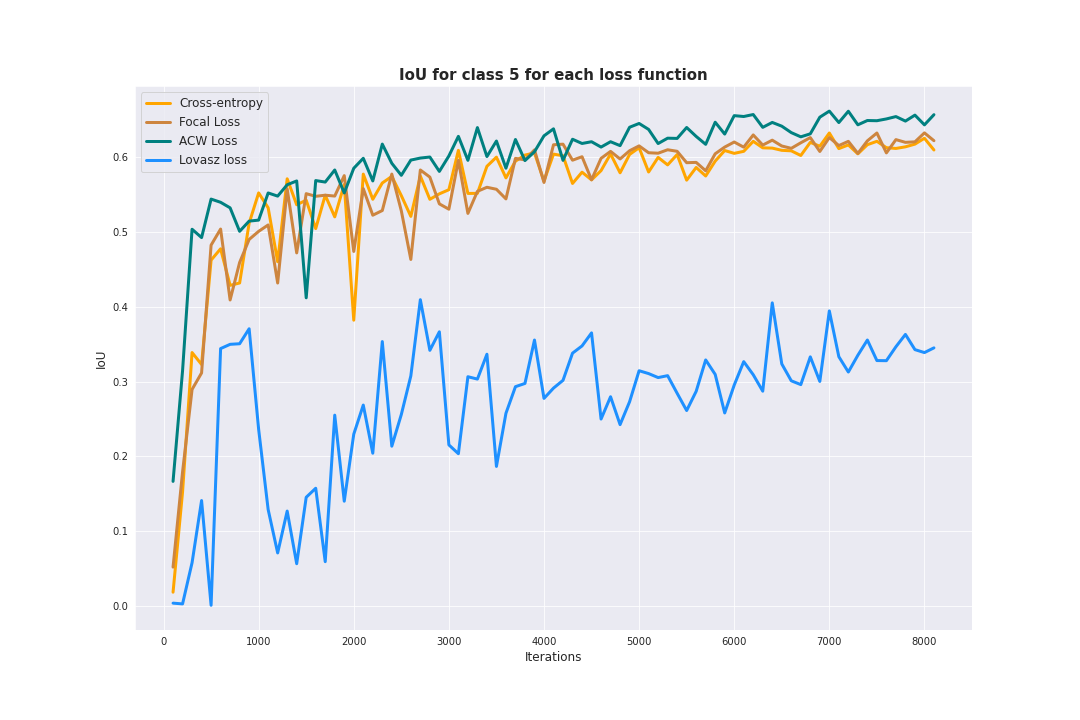 IoU for class 5 for each loss function
Cross-entropy
Focal Loss
ACW Loss
Lovasz loss
IoU
0.6
0.5
0.4
0.3
0.2
0.1
0.0
0 1000 2000 3000 4000 5000 6000 7000 8000
Iterations